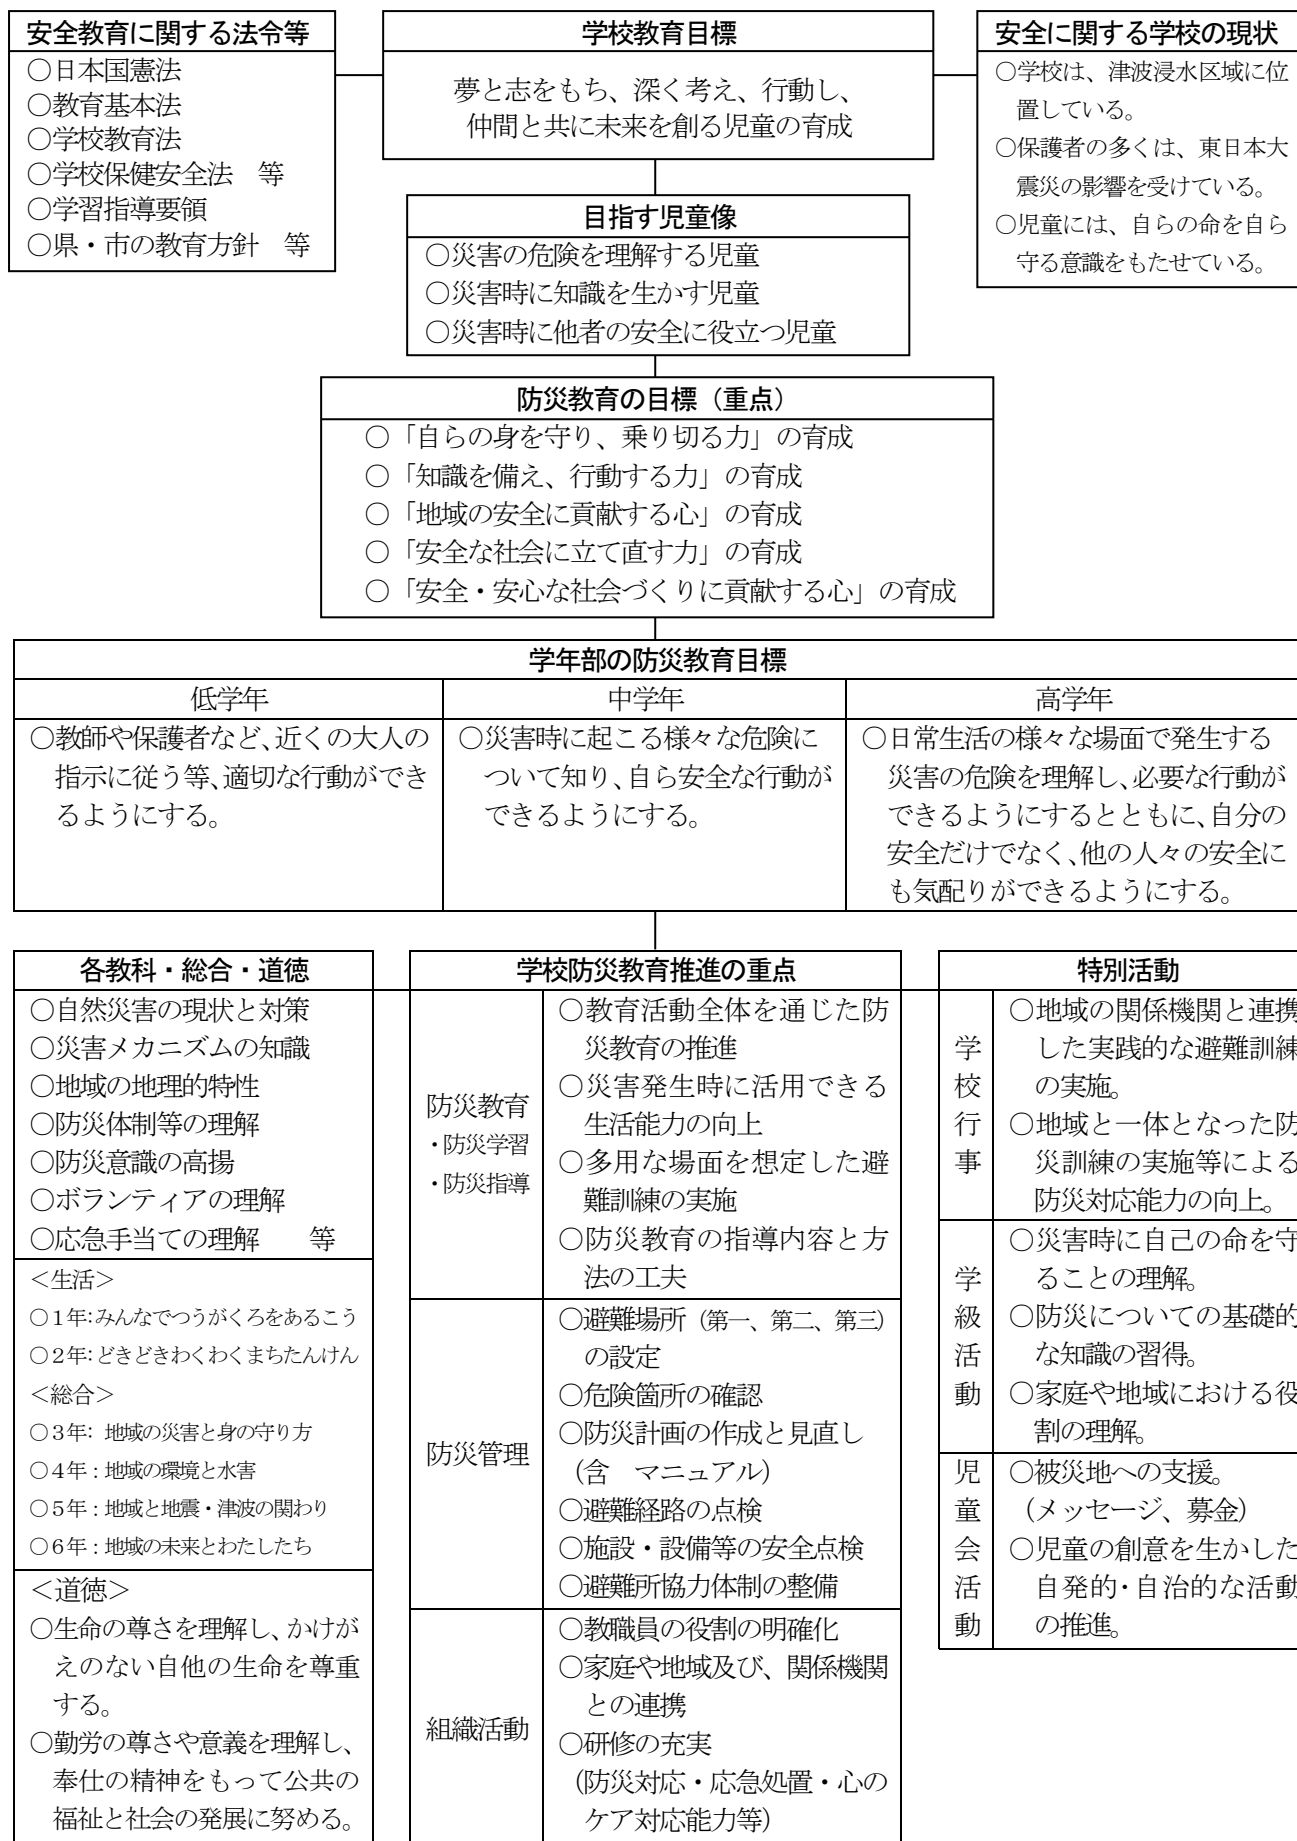 安全教育に関する法令等
○日本国憲法
○教育基本法
○学校教育法
○学校保健安全法　等
○学習指導要領
○県・市の教育方針　等
学校教育目標
夢と志をもち、深く考え、行動し、
仲間と共に未来を創る児童の育成
安全に関する学校の現状
○学校は、津波浸水区域に位
置している。
○保護者の多くは、東日本大
震災の影響を受けている。
○児童には、自らの命を自ら
守る意識をもたせている。
目指す児童像
○災害の危険を理解する児童
○災害時に知識を生かす児童
○災害時に他者の安全に役立つ児童
防災教育の目標（重点）
○「自らの身を守り、乗り切る力」の育成
○「知識を備え、行動する力」の育成
○「地域の安全に貢献する心」の育成
○「安全な社会に立て直す力」の育成
○「安全・安心な社会づくりに貢献する心」の育成
学年部の防災教育目標
低学年
○教師や保護者など、近くの大人の
指示に従う等、適切な行動ができ
るようにする。
中学年
○災害時に起こる様々な危険に
ついて知り、自ら安全な行動が
できるようにする。
高学年
○日常生活の様々な場面で発生する
災害の危険を理解し、必要な行動が
できるようにするとともに、自分の
安全だけでなく、他の人々の安全に
も気配りができるようにする。
各教科・総合・道徳
○自然災害の現状と対策
○災害メカニズムの知識
○地域の地理的特性
○防災体制等の理解
○防災意識の高揚
○ボランティアの理解
○応急手当ての理解　　等
＜生活＞
○１年:みんなでつうがくろをあるこう
○２年:どきどきわくわくまちたんけん
＜総合＞
○３年: 地域の災害と身の守り方
○４年：地域の環境と水害
○５年：地域と地震・津波の関わり
○６年：地域の未来とわたしたち
＜道徳＞
○生命の尊さを理解し、かけが
えのない自他の生命を尊重
する。
○勤労の尊さや意義を理解し、
奉仕の精神をもって公共の
福祉と社会の発展に努める。
学校防災教育推進の重点
防災教育
・防災学習
・防災指導
○教育活動全体を通じた防
災教育の推進
○災害発生時に活用できる
生活能力の向上
○多用な場面を想定した避
難訓練の実施
○防災教育の指導内容と方
法の工夫
防災管理
○避難場所（第一、第二、第三）
の設定
○危険箇所の確認
○防災計画の作成と見直し
（含　マニュアル）
○避難経路の点検
○施設・設備等の安全点検
○避難所協力体制の整備
組織活動
○教職員の役割の明確化
○家庭や地域及び、関係機関
との連携
○研修の充実
（防災対応・応急処置・心の
ケア対応能力等）
特別活動
学校行事
○地域の関係機関と連携
した実践的な避難訓練
の実施。
○地域と一体となった防
災訓練の実施等による
防災対応能力の向上。
学級活動
○災害時に自己の命を守
ることの理解。
○防災についての基礎的
な知識の習得。
○家庭や地域における役
割の理解。
児童会活動
○被災地への支援。
（メッセージ、募金）
○児童の創意を生かした
自発的・自治的な活動
の推進。